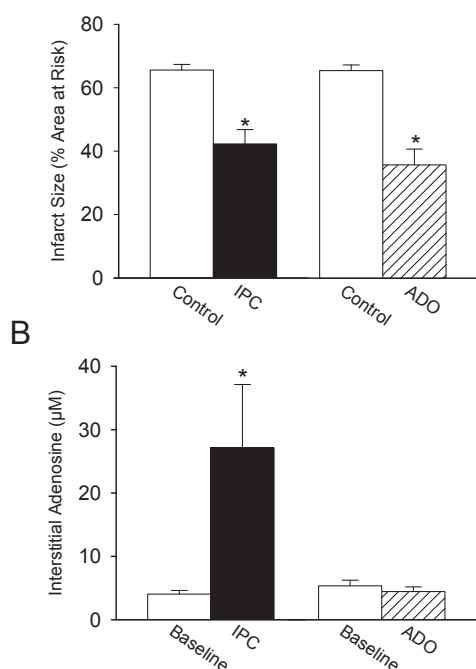 80
60
40
20
0
Infarct Size (% Area at Risk)
*
*
Control
IPC
Control
ADO
B
40
30
20
10
0
Interstitial Adenosine (µM)
*
Baseline
IPC
Baseline
ADO